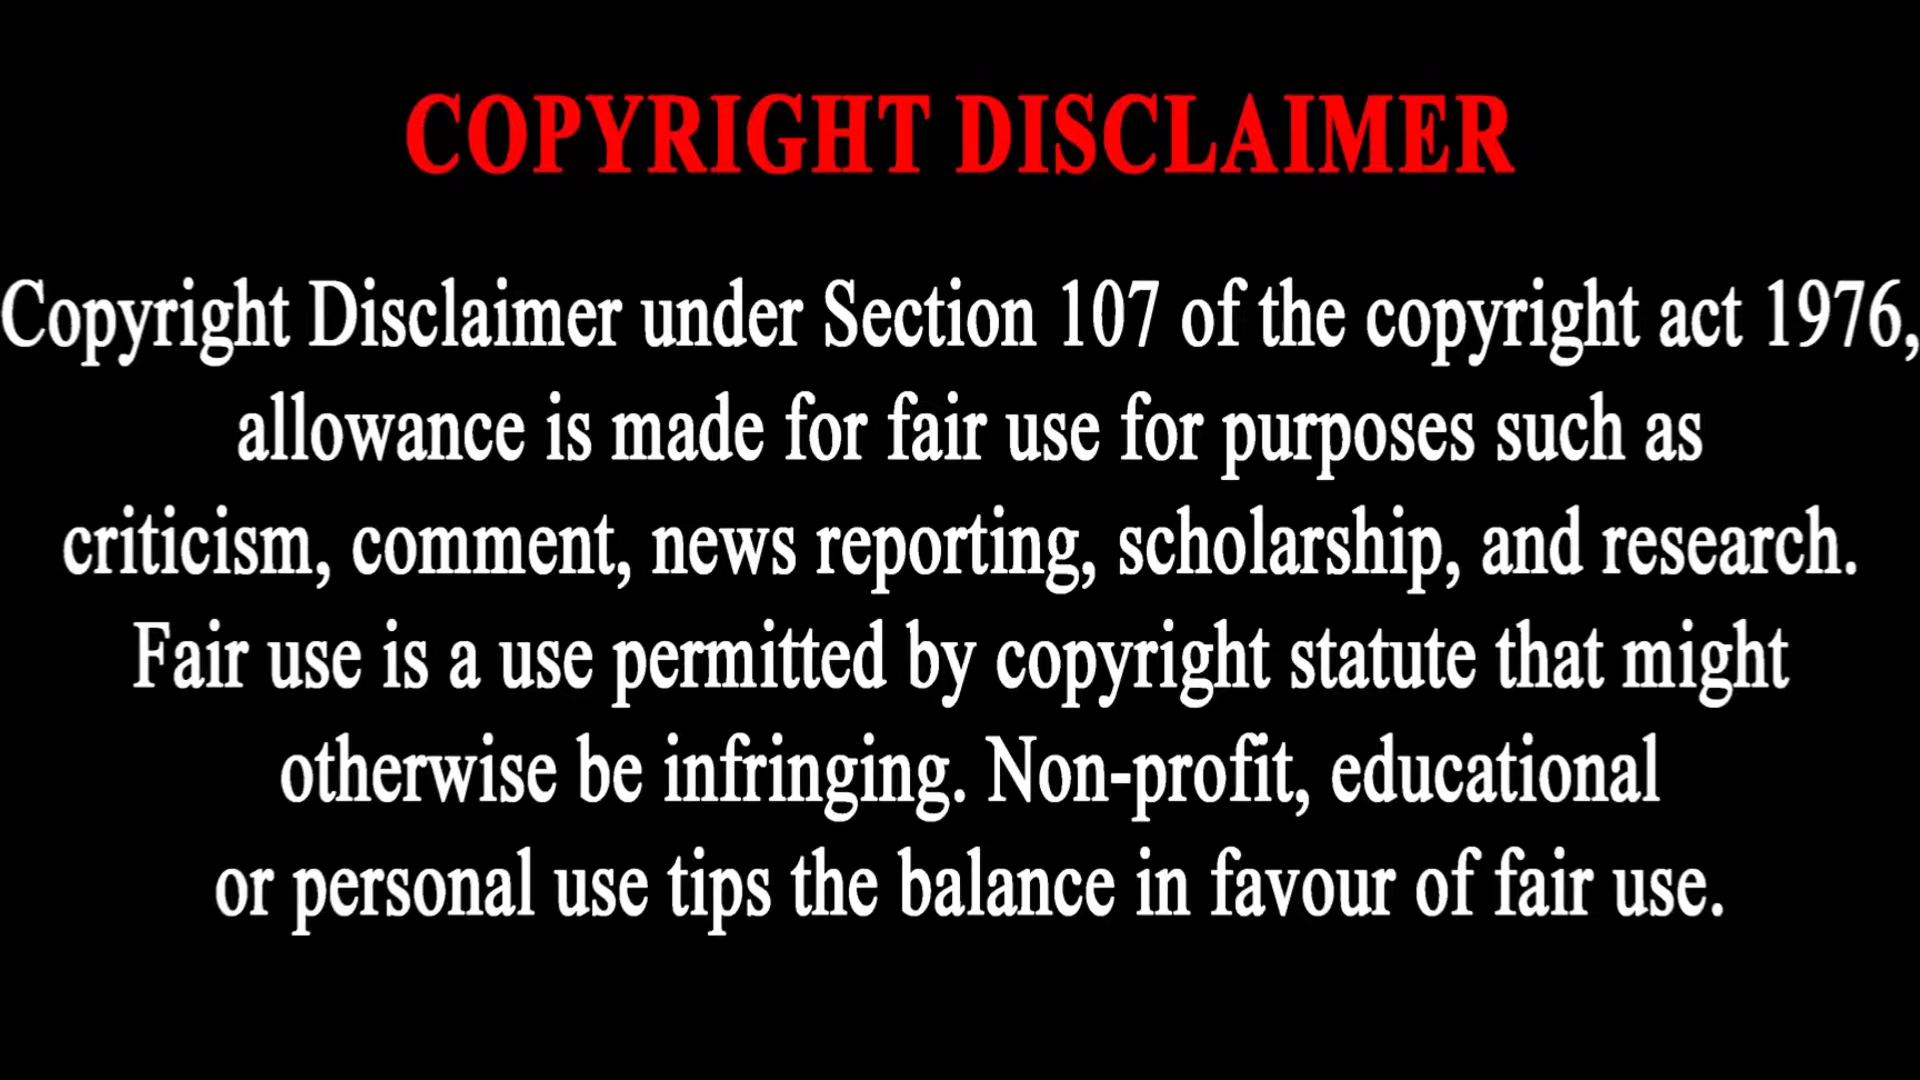 COPYRIGHT DISCLAIMER
Copyright Disclaimer under Section 107 of the copyright act 1976,
allowance is made for fair use for purposes such as
criticism, comment, news reporting, scholarship, and research.
Fair use is a use permitted by copyright statute that might
otherwise be infringing. Non-profit, educational
or personal use tips the balance in favour of fair use.